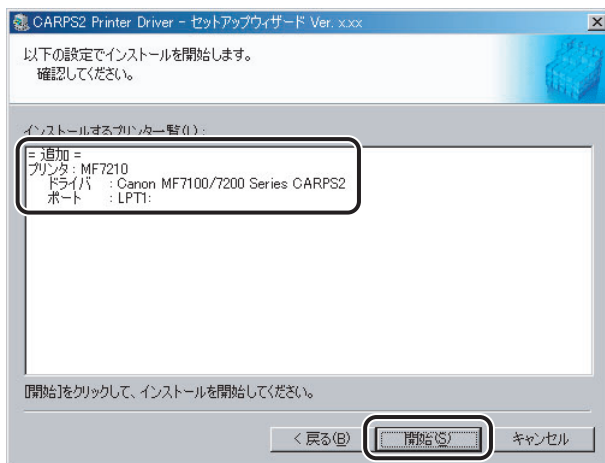 CARPS2 Printer Driver - セットアップウィザード Ver. x.xx
以下の設定でインストールを開始します。
確認してください。
インストールするプリンタ一覧(L) :
= 追加 =
プリンタ : MF7210
ドライバ : Canon MF7100/7200 Series CARPS2
ポート : LPT1:
[開始]をクリックして、インストールを開始してください。
< 戻る(B)
開始(S)
キャンセル